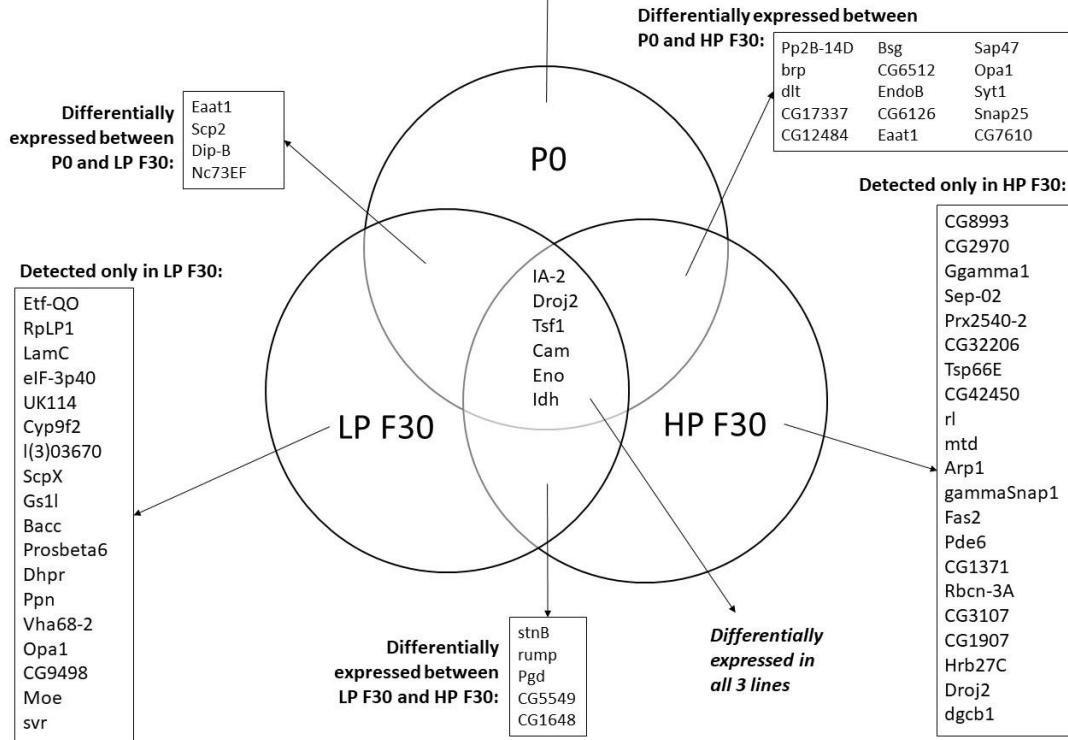 Differentially expressed between
P0 and HP F30:
Pp2B-14D Bsg Sap47
brp CG6512 Opa1
dlt EndoB Syt1
CG17337 CG6126 Snap25
CG12484 Eaat1 CG7610
Differentially
expressed between
P0 and LP F30:
Eaat1
Scp2
Dip-B
Nc73EF
P0
Detected only in HP F30:
CG8993
CG2970
Ggamma1
Sep-02
Prx2540-2
CG32206
Tsp66E
CG42450
rl
mtd
Arp1
gammaSnap1
Fas2
Pde6
CG1371
Rbcn-3A
CG3107
CG1907
Hrb27C
Droj2
dgcb1
Detected only in LP F30:
Etf-QO
RpLP1
LamC
eIF-3p40
UK114
Cyp9f2
l(3)03670
ScpX
Gs1l
Bacc
Prosbeta6
Dhpr
Ppn
Vha68-2
Opa1
CG9498
Moe
svr
IA-2
Droj2
Tsf1
Cam
Eno
Idh
LP F30
HP F30
Differentially
expressed between
LP F30 and HP F30:
stnB
rump
Pgd
CG5549
CG1648
Differentially
expressed in
all 3 lines